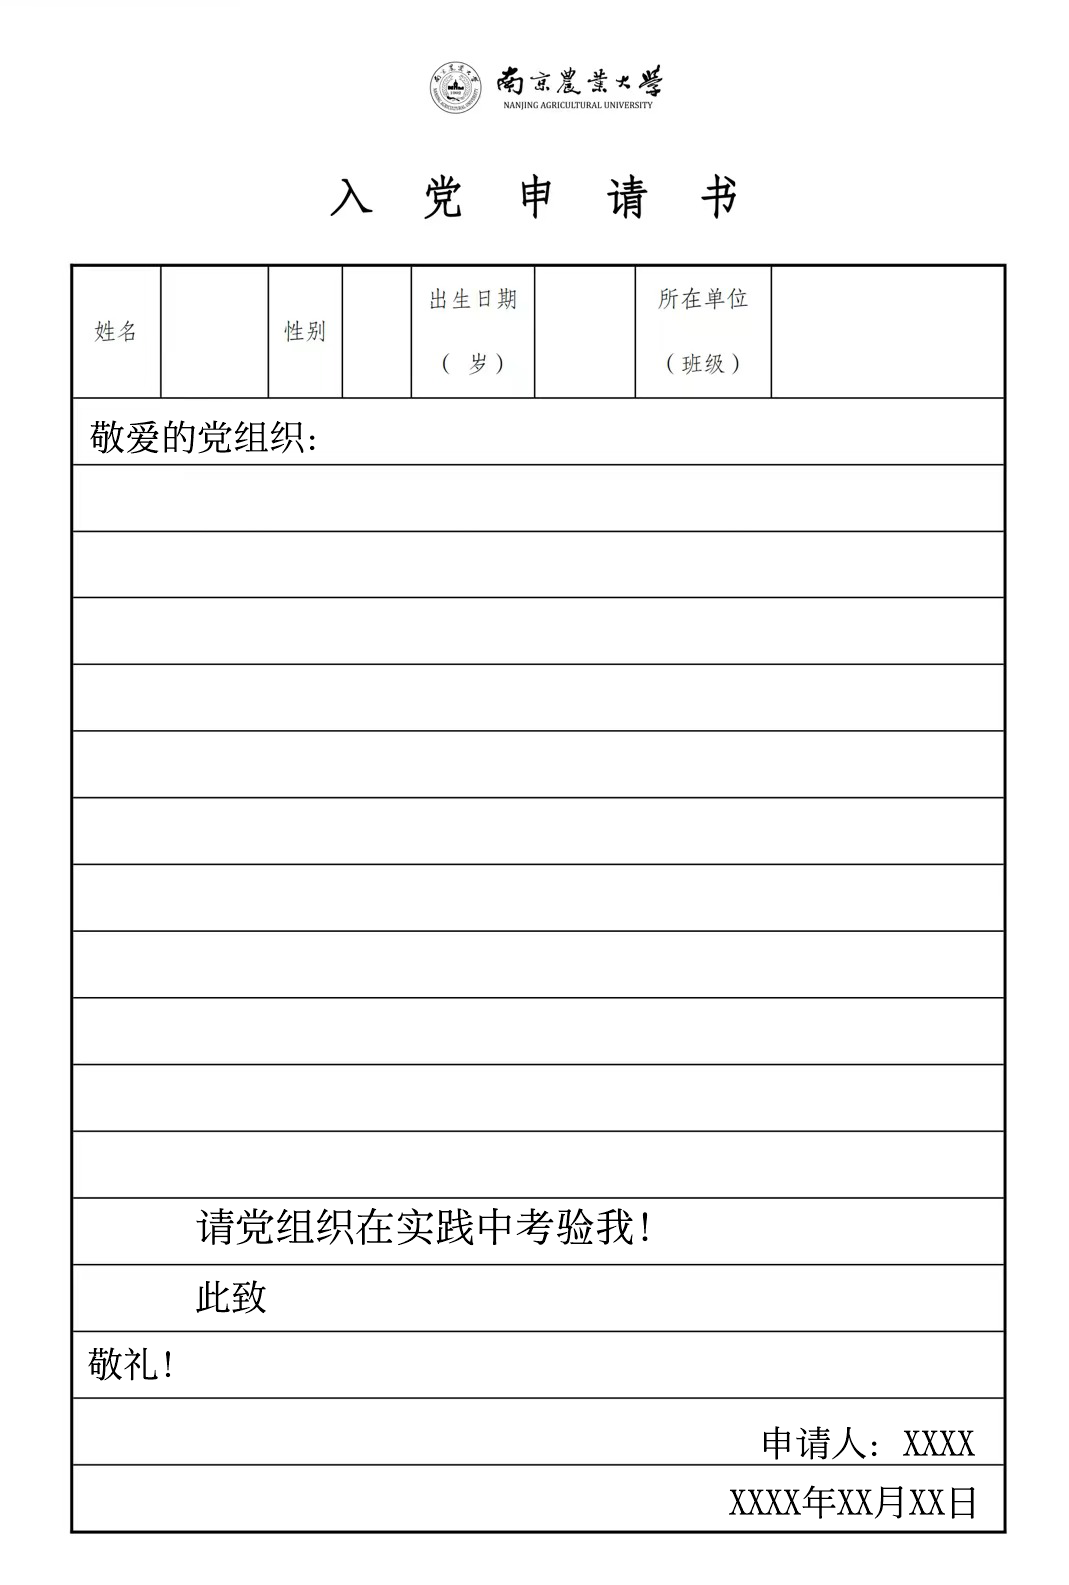 南京農業大學
NANJING AGRICULTURAL UNIVERSITY
入党申请书
姓名 性别 出生日期 所在单位
（ 岁） （班级）
敬爱的党组织：
请党组织在实践中考验我！
此致
敬礼！
申请人：XXXX
XXXX年XX月XX日